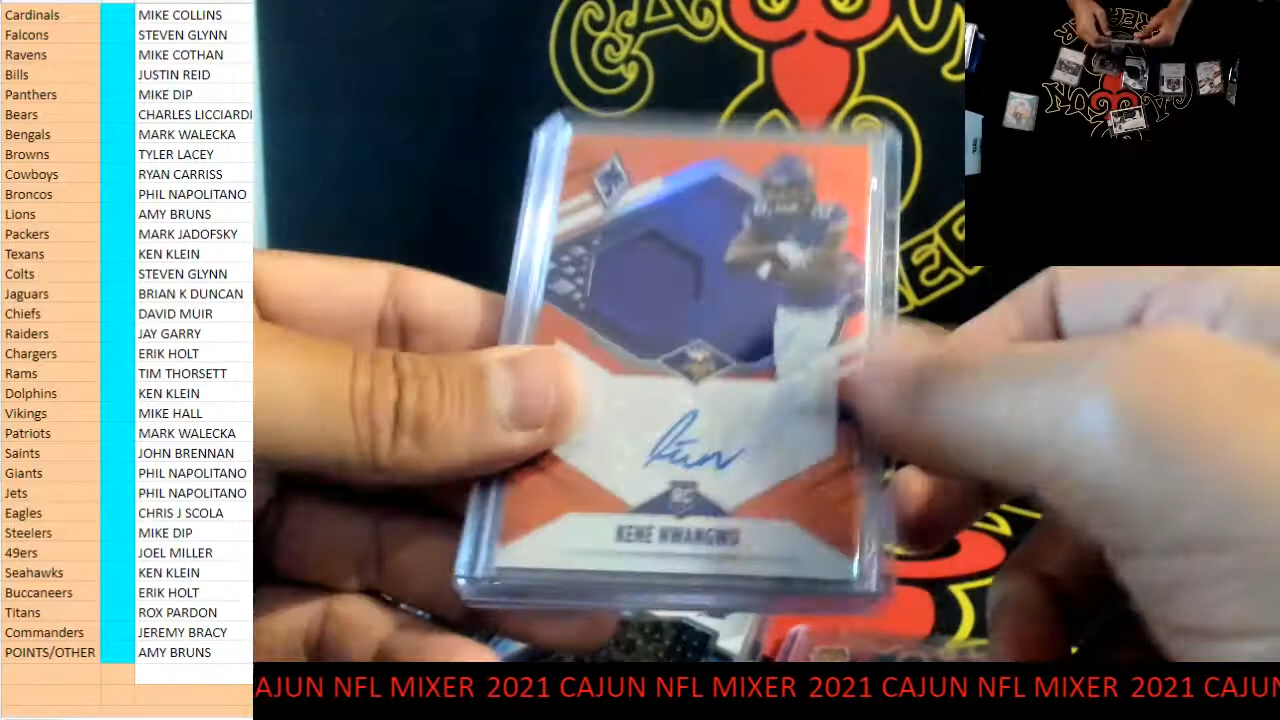 Cardinals MIKE COLLINS
Falcons STEVEN GLYNN
Ravens MIKE COTHAN
Bills JUSTIN REID
Panthers MIKE DIP
Bears CHARLES LICCIARDI
Bengals MARK WALECKA
Browns TYLER LACEY
Cowboys RYAN CARRISS
Broncos PHIL NAPOLITANO
Lions AMY BRUNS
Packers MARK JADOFSKY
Texans KEN KLEIN
Colts STEVEN GLYNN
Jaguars BRIAN K DUNCAN
Chiefs DAVID MUIR
Raiders JAY GARRY
Chargers ERIK HOLT
Rams TIM THORSETT
Dolphins KEN KLEIN
Vikings MIKE HALL
Patriots MARK WALECKA
Saints JOHN BRENNAN
Giants PHIL NAPOLITANO
Jets PHIL NAPOLITANO
Eagles CHRIS J SCOLA
Steelers MIKE DIP
49ers JOEL MILLER
Seahawks KEN KLEIN
Buccaneers ERIK HOLT
Titans ROX PARDON
Commanders JEREMY BRACY
POINTS/OTHER AMY BRUNS
RC
KENE NWANGWU
AJUN NFL MIXER 2021 CAJUN NFL MIXER 2021 CAJUN NFL MIXER 2021 CAJUN